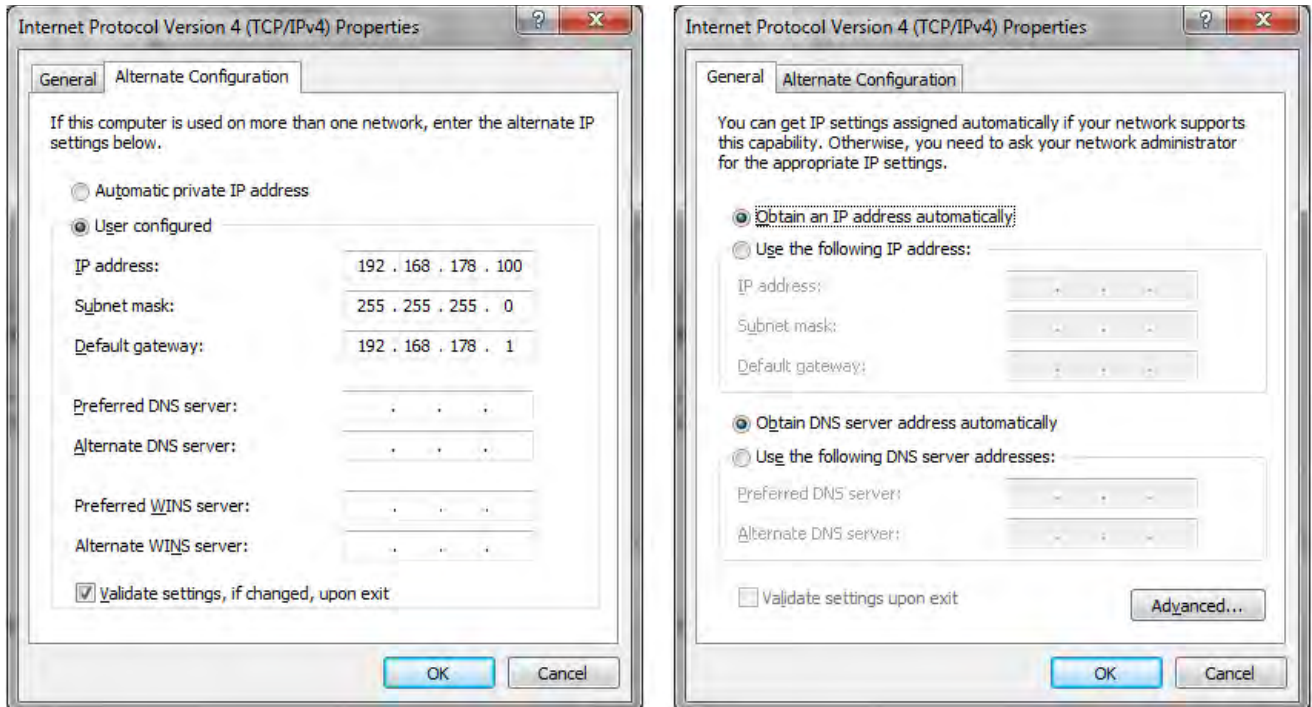 Internet Protocol Version 4 (TCP/IPv4) Properties
General
Alternate Configuration
If this computer is used on more than one network, enter the alternate IP
settings below.
Automatic private IP address
User configured
IP address: 192 . 168 . 178 . 100
Subnet mask: 255 . 255 . 255 . 0
Default gateway: 192 . 168 . 178 . 1
Preferred DNS server: . . .
Alternate DNS server: . . .
Preferred WINS server: . . .
Alternate WINS server: . . .
Validate settings, if changed, upon exit
OK
Cancel
Internet Protocol Version 4 (TCP/IPv4) Properties
General
Alternate Configuration
You can get IP settings assigned automatically if your network supports
this capability. Otherwise, you need to ask your network administrator
for the appropriate IP settings.
Obtain an IP address automatically
Use the following IP address:
IP address: . . .
Subnet mask: . . .
Default gateway: . . .
Obtain DNS server address automatically
Use the following DNS server addresses:
Preferred DNS server: . . .
Alternate DNS server: . . .
Validate settings upon exit
Advanced...
OK
Cancel